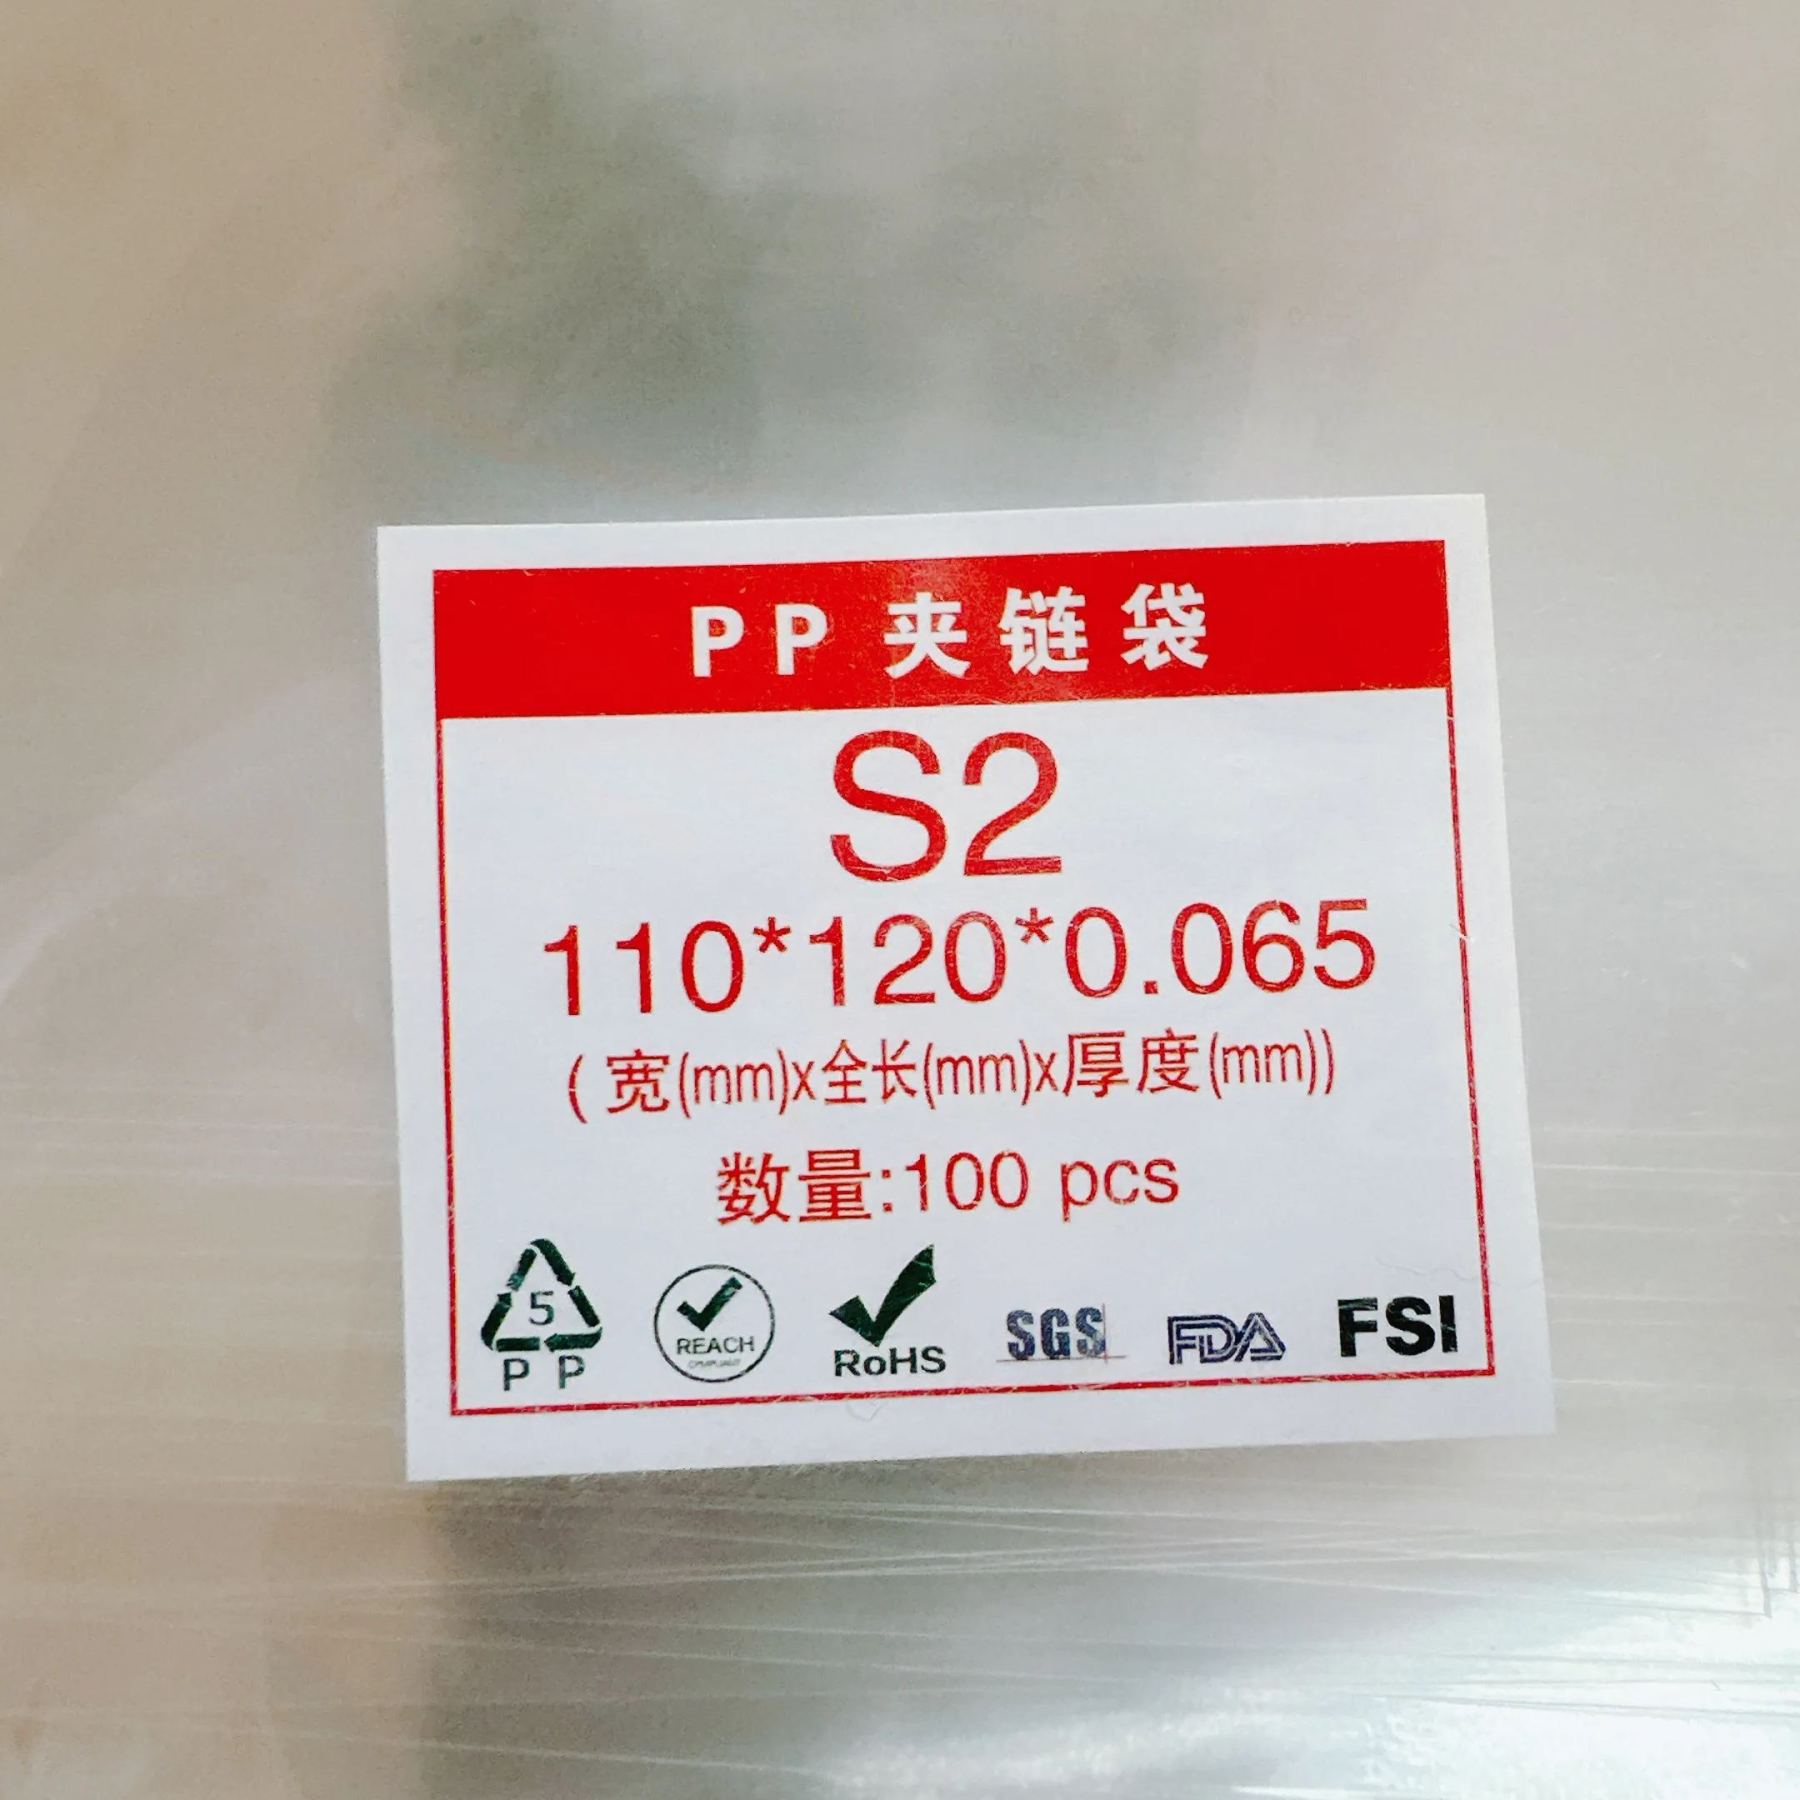 PP 夹链袋
S2
110*120*0.065
(宽(mm)x全长(mm)x厚度(mm))
数量:100 pcs
5
PP
REACH
RoHS
SGS
FDA
FSI